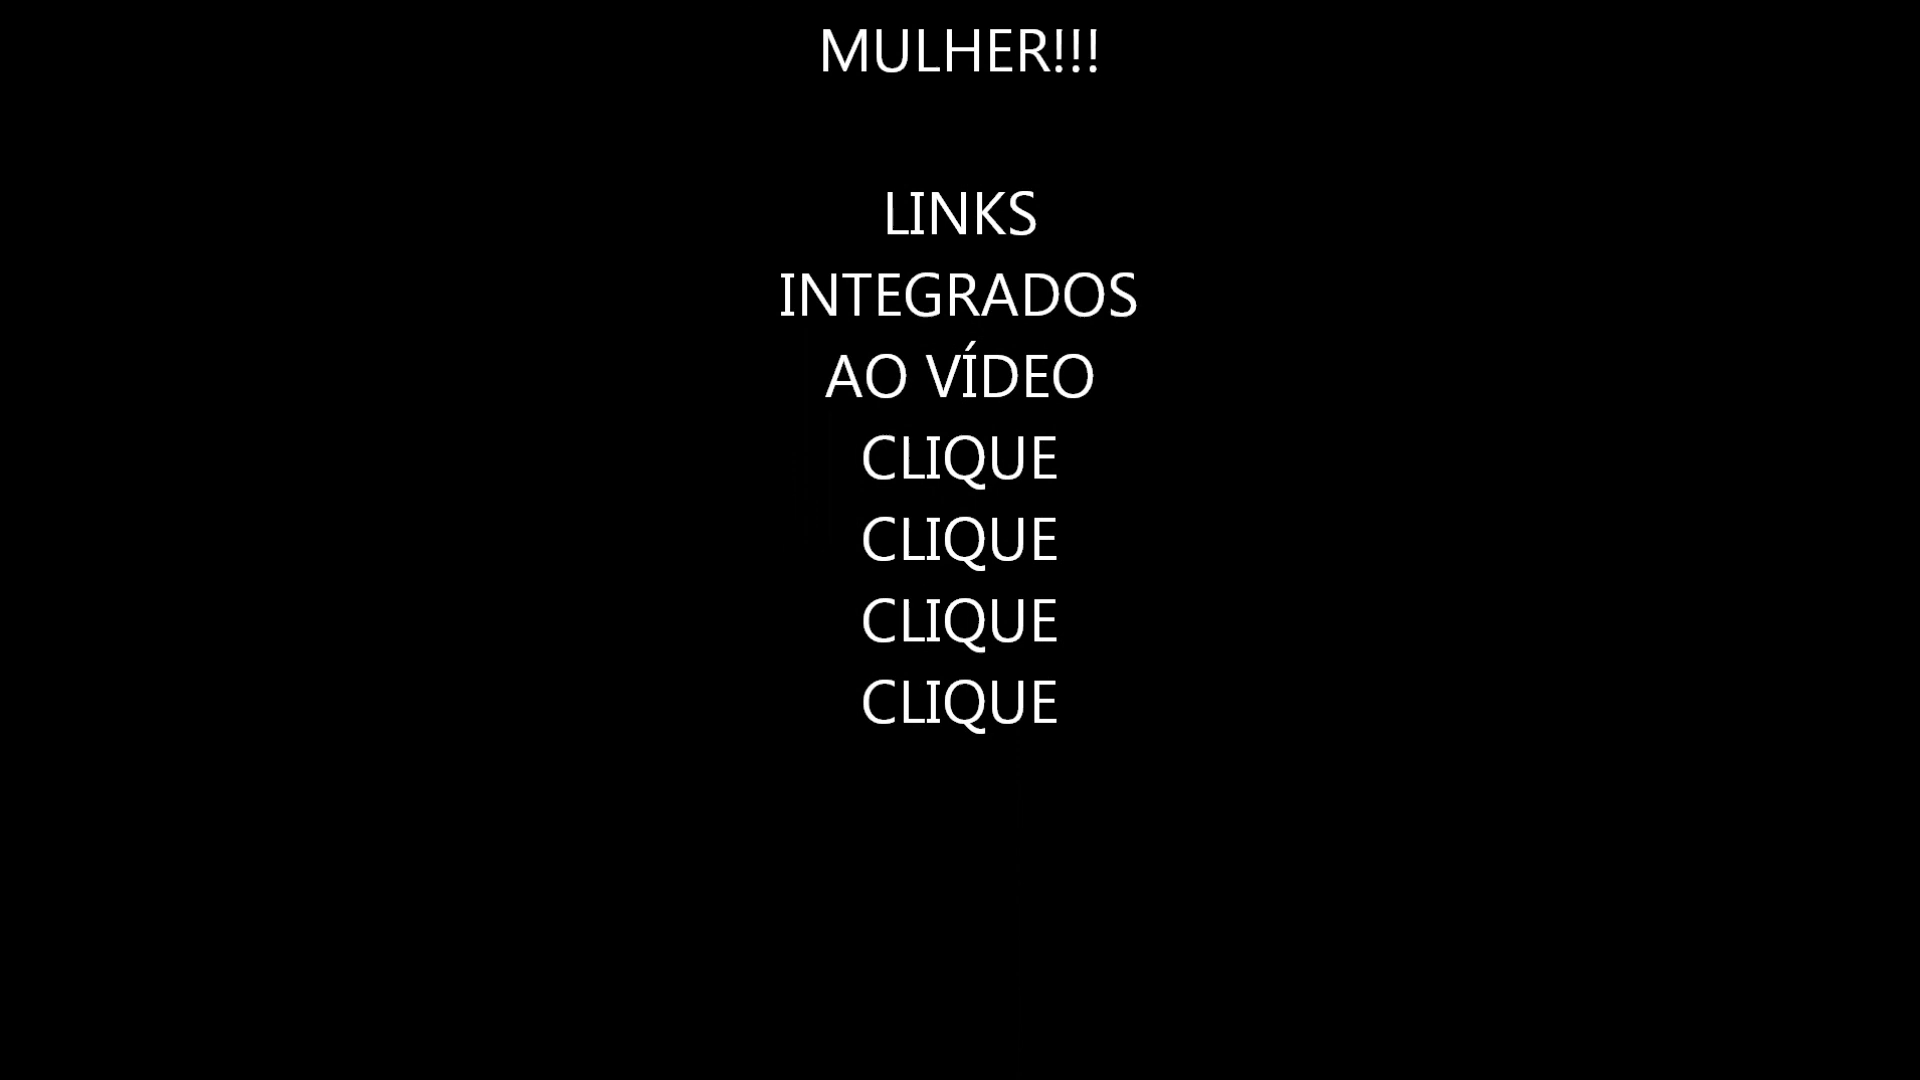 MULHER!!!
LINKS
INTEGRADOS
AO VÍDEO
CLIQUE
CLIQUE
CLIQUE
CLIQUE